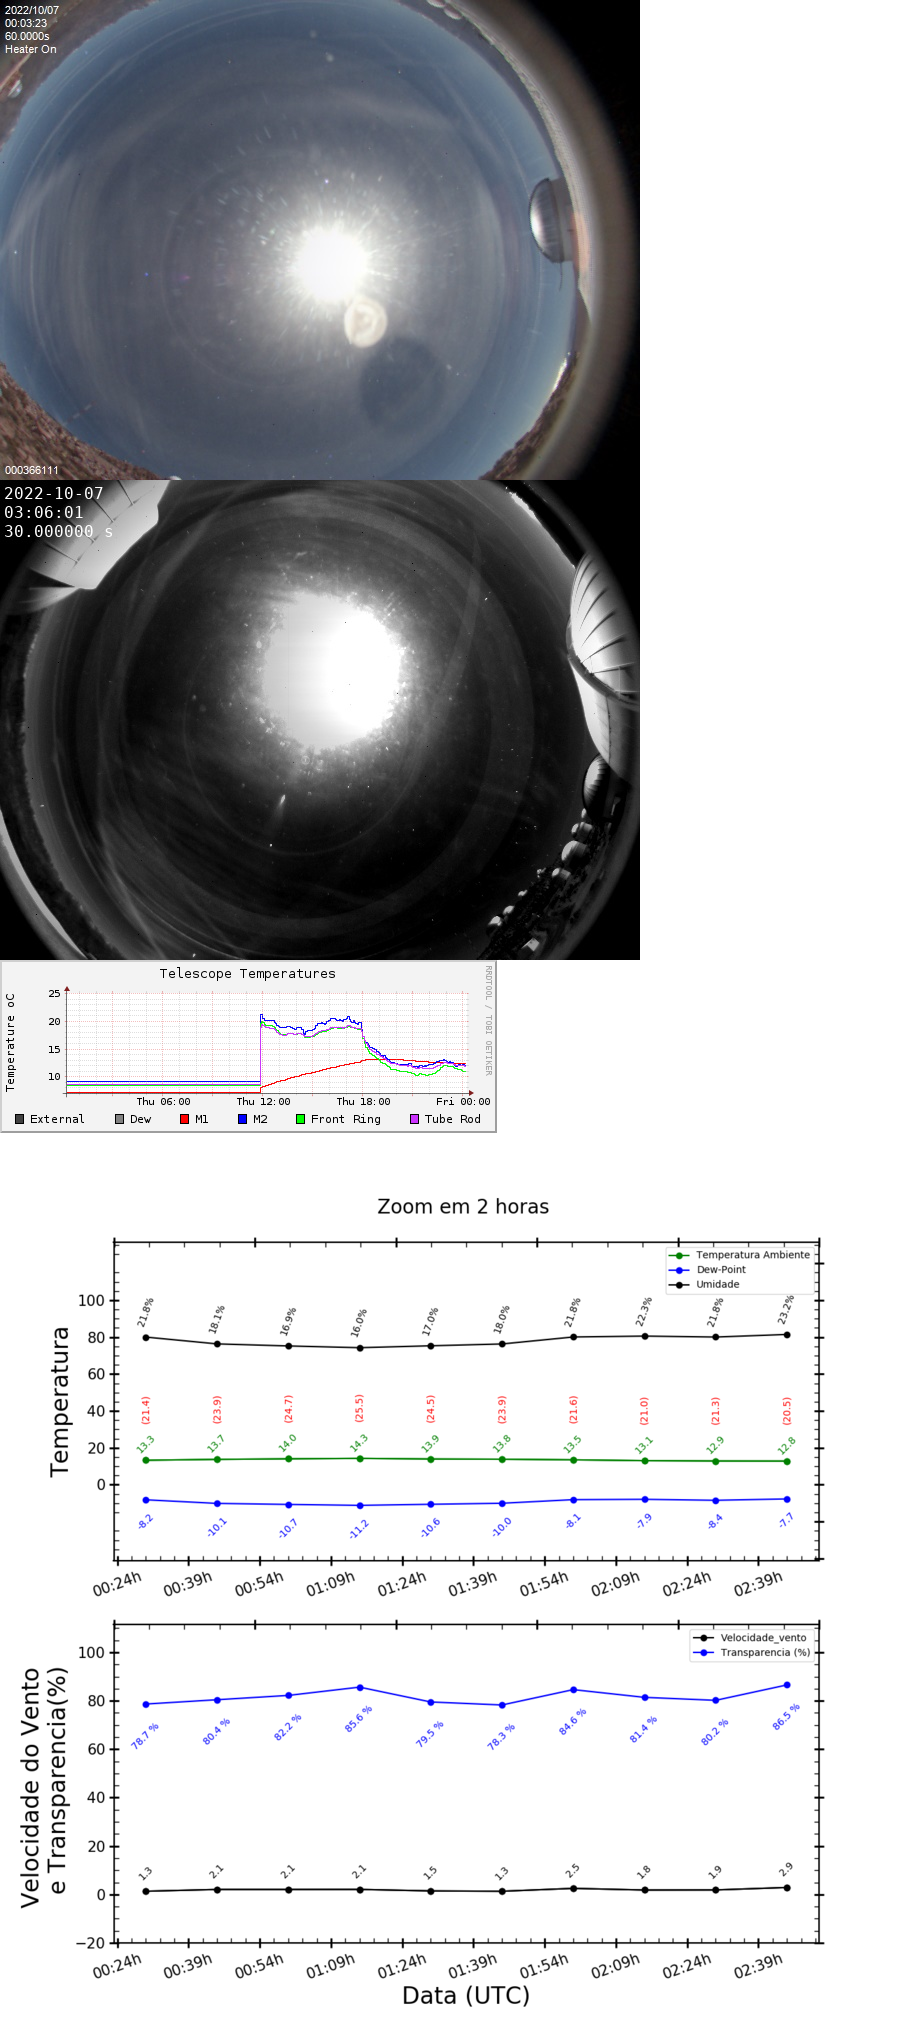 2022/10/07
00:03:23
60.0000s
Heater On
000366111
2022-10-07
03:06:01
30.000000 s
Telescope Temperatures
RRDTOOL / TOBI OETIKER
Temperature oC
25
20
15
10
Thu 06:00 Thu 12:00 Thu 18:00 Fri 00:00
External Dew M1 M2 Front Ring Tube Rod
Zoom em 2 horas
Temperatura Ambiente
Dew-Point
Umidade
Temperatura
100
80
60
40
20
0
21.8% 18.1% 16.9% 16.0% 17.0% 18.0% 21.8% 22.3% 21.8% 23.2%
(21.4) (23.9) (24.7) (25.5) (24.5) (23.9) (21.6) (21.0) (21.3) (20.5)
13.3 13.7 14.0 14.3 13.9 13.8 13.5 13.1 12.9 12.8
-8.2 -10.1 -10.7 -11.2 -10.6 -10.0 -8.1 -7.9 -8.4 -7.7
00:24h 00:39h 00:54h 01:09h 01:24h 01:39h 01:54h 02:09h 02:24h 02:39h
Velocidade_vento
Transparencia (%)
Velocidade do Vento
e Transparencia(%)
100
80
60
40
20
0
−20
78.7 % 80.4 % 82.2 % 85.6 % 79.5 % 78.3 % 84.6 % 81.4 % 80.2 % 86.5 %
1.3 2.1 2.1 2.1 1.5 1.3 2.5 1.8 1.9 2.9
00:24h 00:39h 00:54h 01:09h 01:24h 01:39h 01:54h 02:09h 02:24h 02:39h
Data (UTC)